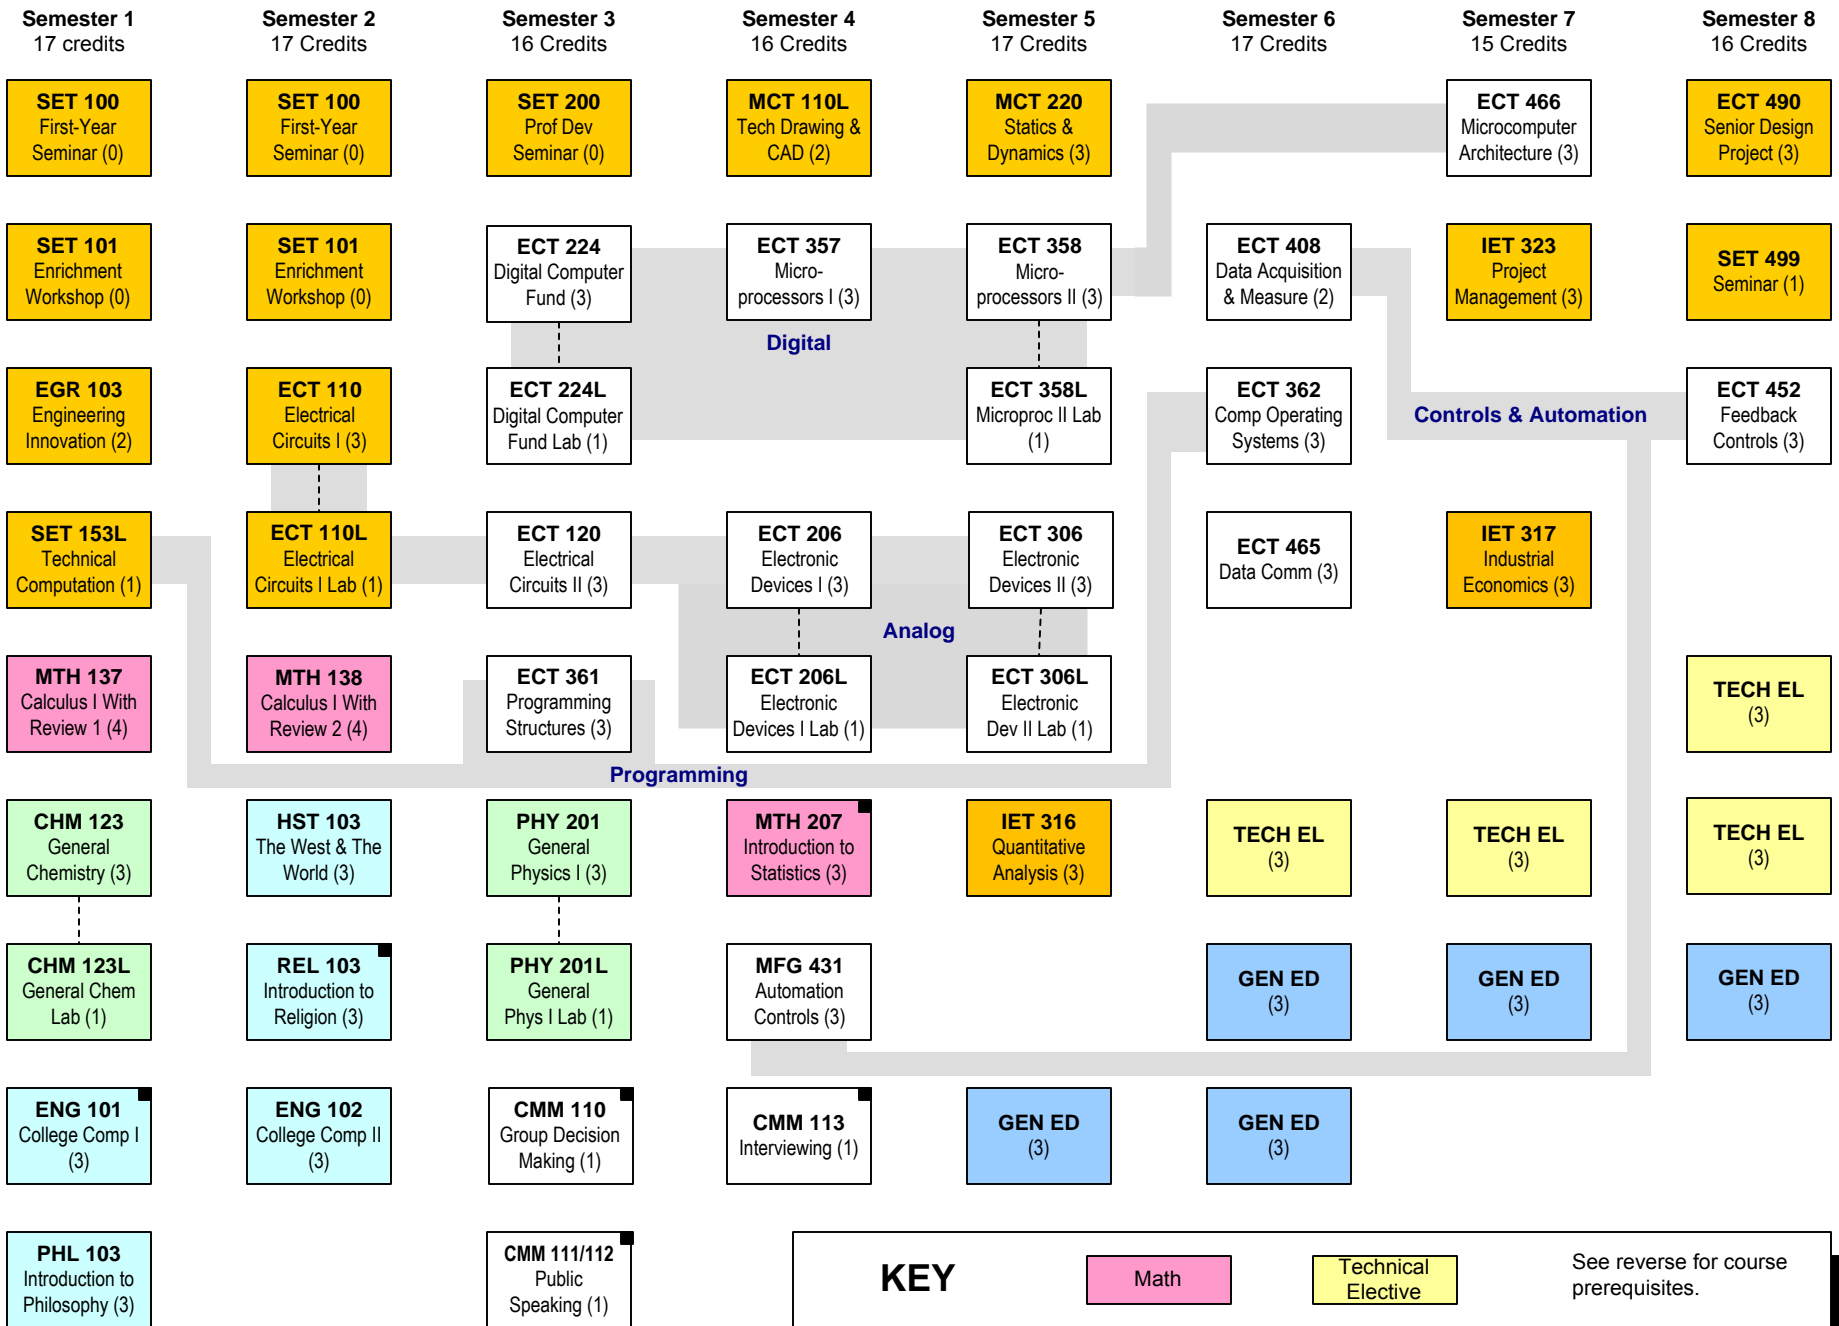 Semester 1
17 credits
Semester 2
17 Credits
Semester 3
16 Credits
Semester 4
16 Credits
Semester 5
17 Credits
Semester 6
17 Credits
Semester 7
15 Credits
Semester 8
16 Credits
SET 100
First-Year
Seminar (0)
SET 100
First-Year
Seminar (0)
SET 200
Prof Dev
Seminar (0)
MCT 110L
Tech Drawing &
CAD (2)
MCT 220
Statics &
Dynamics (3)
ECT 466
Microcomputer
Architecture (3)
ECT 490
Senior Design
Project (3)
SET 101
Enrichment
Workshop (0)
SET 101
Enrichment
Workshop (0)
ECT 224
Digital Computer
Fund (3)
ECT 357
Micro-
processors I (3)
ECT 358
Micro-
processors II (3)
ECT 408
Data Acquisition
& Measure (2)
IET 323
Project
Management (3)
SET 499
Seminar (1)
Digital
EGR 103
Engineering
Innovation (2)
ECT 110
Electrical
Circuits I (3)
ECT 224L
Digital Computer
Fund Lab (1)
ECT 358L
Microproc II Lab
(1)
ECT 362
Comp Operating
Systems (3)
Controls & Automation
ECT 452
Feedback
Controls (3)
SET 153L
Technical
Computation (1)
ECT 110L
Electrical
Circuits I Lab (1)
ECT 120
Electrical
Circuits II (3)
ECT 206
Electronic
Devices I (3)
ECT 306
Electronic
Devices II (3)
ECT 465
Data Comm (3)
IET 317
Industrial
Economics (3)
Analog
MTH 137
Calculus I With
Review 1 (4)
MTH 138
Calculus I With
Review 2 (4)
ECT 361
Programming
Structures (3)
ECT 206L
Electronic
Devices I Lab (1)
ECT 306L
Electronic
Dev II Lab (1)
TECH EL
(3)
Programming
CHM 123
General
Chemistry (3)
HST 103
The West & The
World (3)
PHY 201
General
Physics I (3)
MTH 207
Introduction to
Statistics (3)
IET 316
Quantitative
Analysis (3)
TECH EL
(3)
TECH EL
(3)
TECH EL
(3)
CHM 123L
General Chem
Lab (1)
REL 103
Introduction to
Religion (3)
PHY 201L
General
Phys I Lab (1)
MFG 431
Automation
Controls (3)
GEN ED
(3)
GEN ED
(3)
GEN ED
(3)
ENG 101
College Comp I
(3)
ENG 102
College Comp II
(3)
CMM 110
Group Decision
Making (1)
CMM 113
Interviewing (1)
GEN ED
(3)
GEN ED
(3)
PHL 103
Introduction to
Philosophy (3)
CMM 111/112
Public
Speaking (1)
KEY
Math
Technical
Elective
See reverse for course
prerequisites.